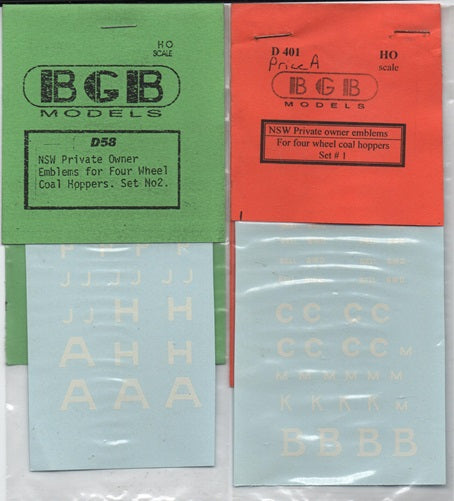 HO
SCALE
BGB
MODELS
D58
NSW Private Owner
Emblems for Four Wheel
Coal Hoppers. Set No2.
J J J J J
J J H H
A H H
A A A
D 401
HO
Price A
scale
BGB
MODELS
NSW Private owner emblems
For four wheel coal hoppers
Set # 1
C C C C
C C C C M
M M M M M M
K K K K M
B B B B